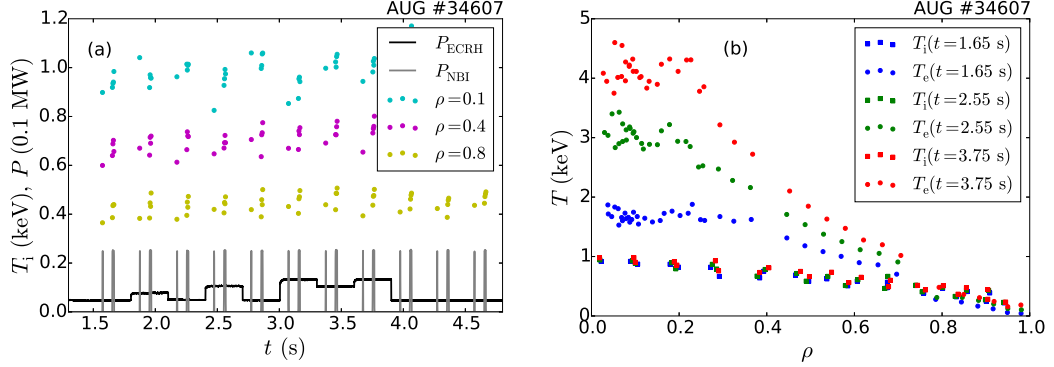 AUG #34607
(a)
P_ECRH
P_NBI
ρ=0.1
ρ=0.4
ρ=0.8
T_i (keV), P (0.1 MW)
1.2
1.0
0.8
0.6
0.4
0.2
0.0
1.5 2.0 2.5 3.0 3.5 4.0 4.5
t (s)
AUG #34607
(b)
T_i(t=1.65 s)
T_e(t=1.65 s)
T_i(t=2.55 s)
T_e(t=2.55 s)
T_i(t=3.75 s)
T_e(t=3.75 s)
T (keV)
5
4
3
2
1
0
0.0 0.2 0.4 0.6 0.8 1.0
ρ